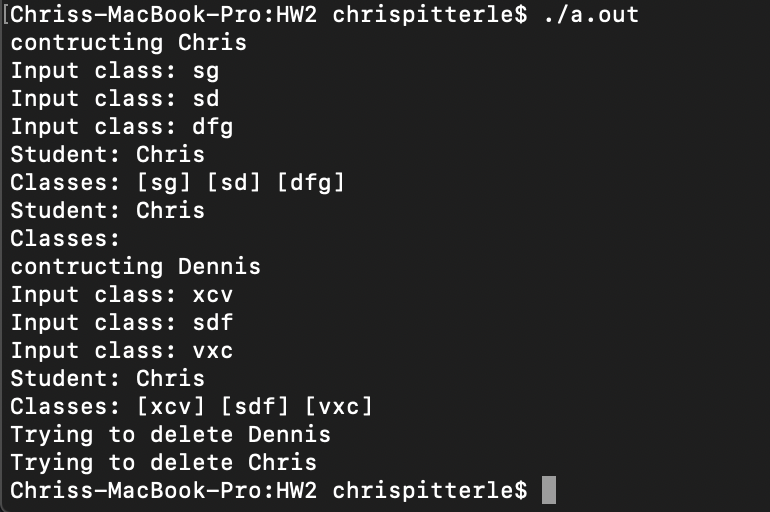 [Chriss-MacBook-Pro:HW2 chrispitterle$ ./a.out
contructing Chris
Input class: sg
Input class: sd
Input class: dfg
Student: Chris
Classes: [sg] [sd] [dfg]
Student: Chris
Classes:
contructing Dennis
Input class: xcv
Input class: sdf
Input class: vxc
Student: Chris
Classes: [xcv] [sdf] [vxc]
Trying to delete Dennis
Trying to delete Chris
Chriss-MacBook-Pro:HW2 chrispitterle$